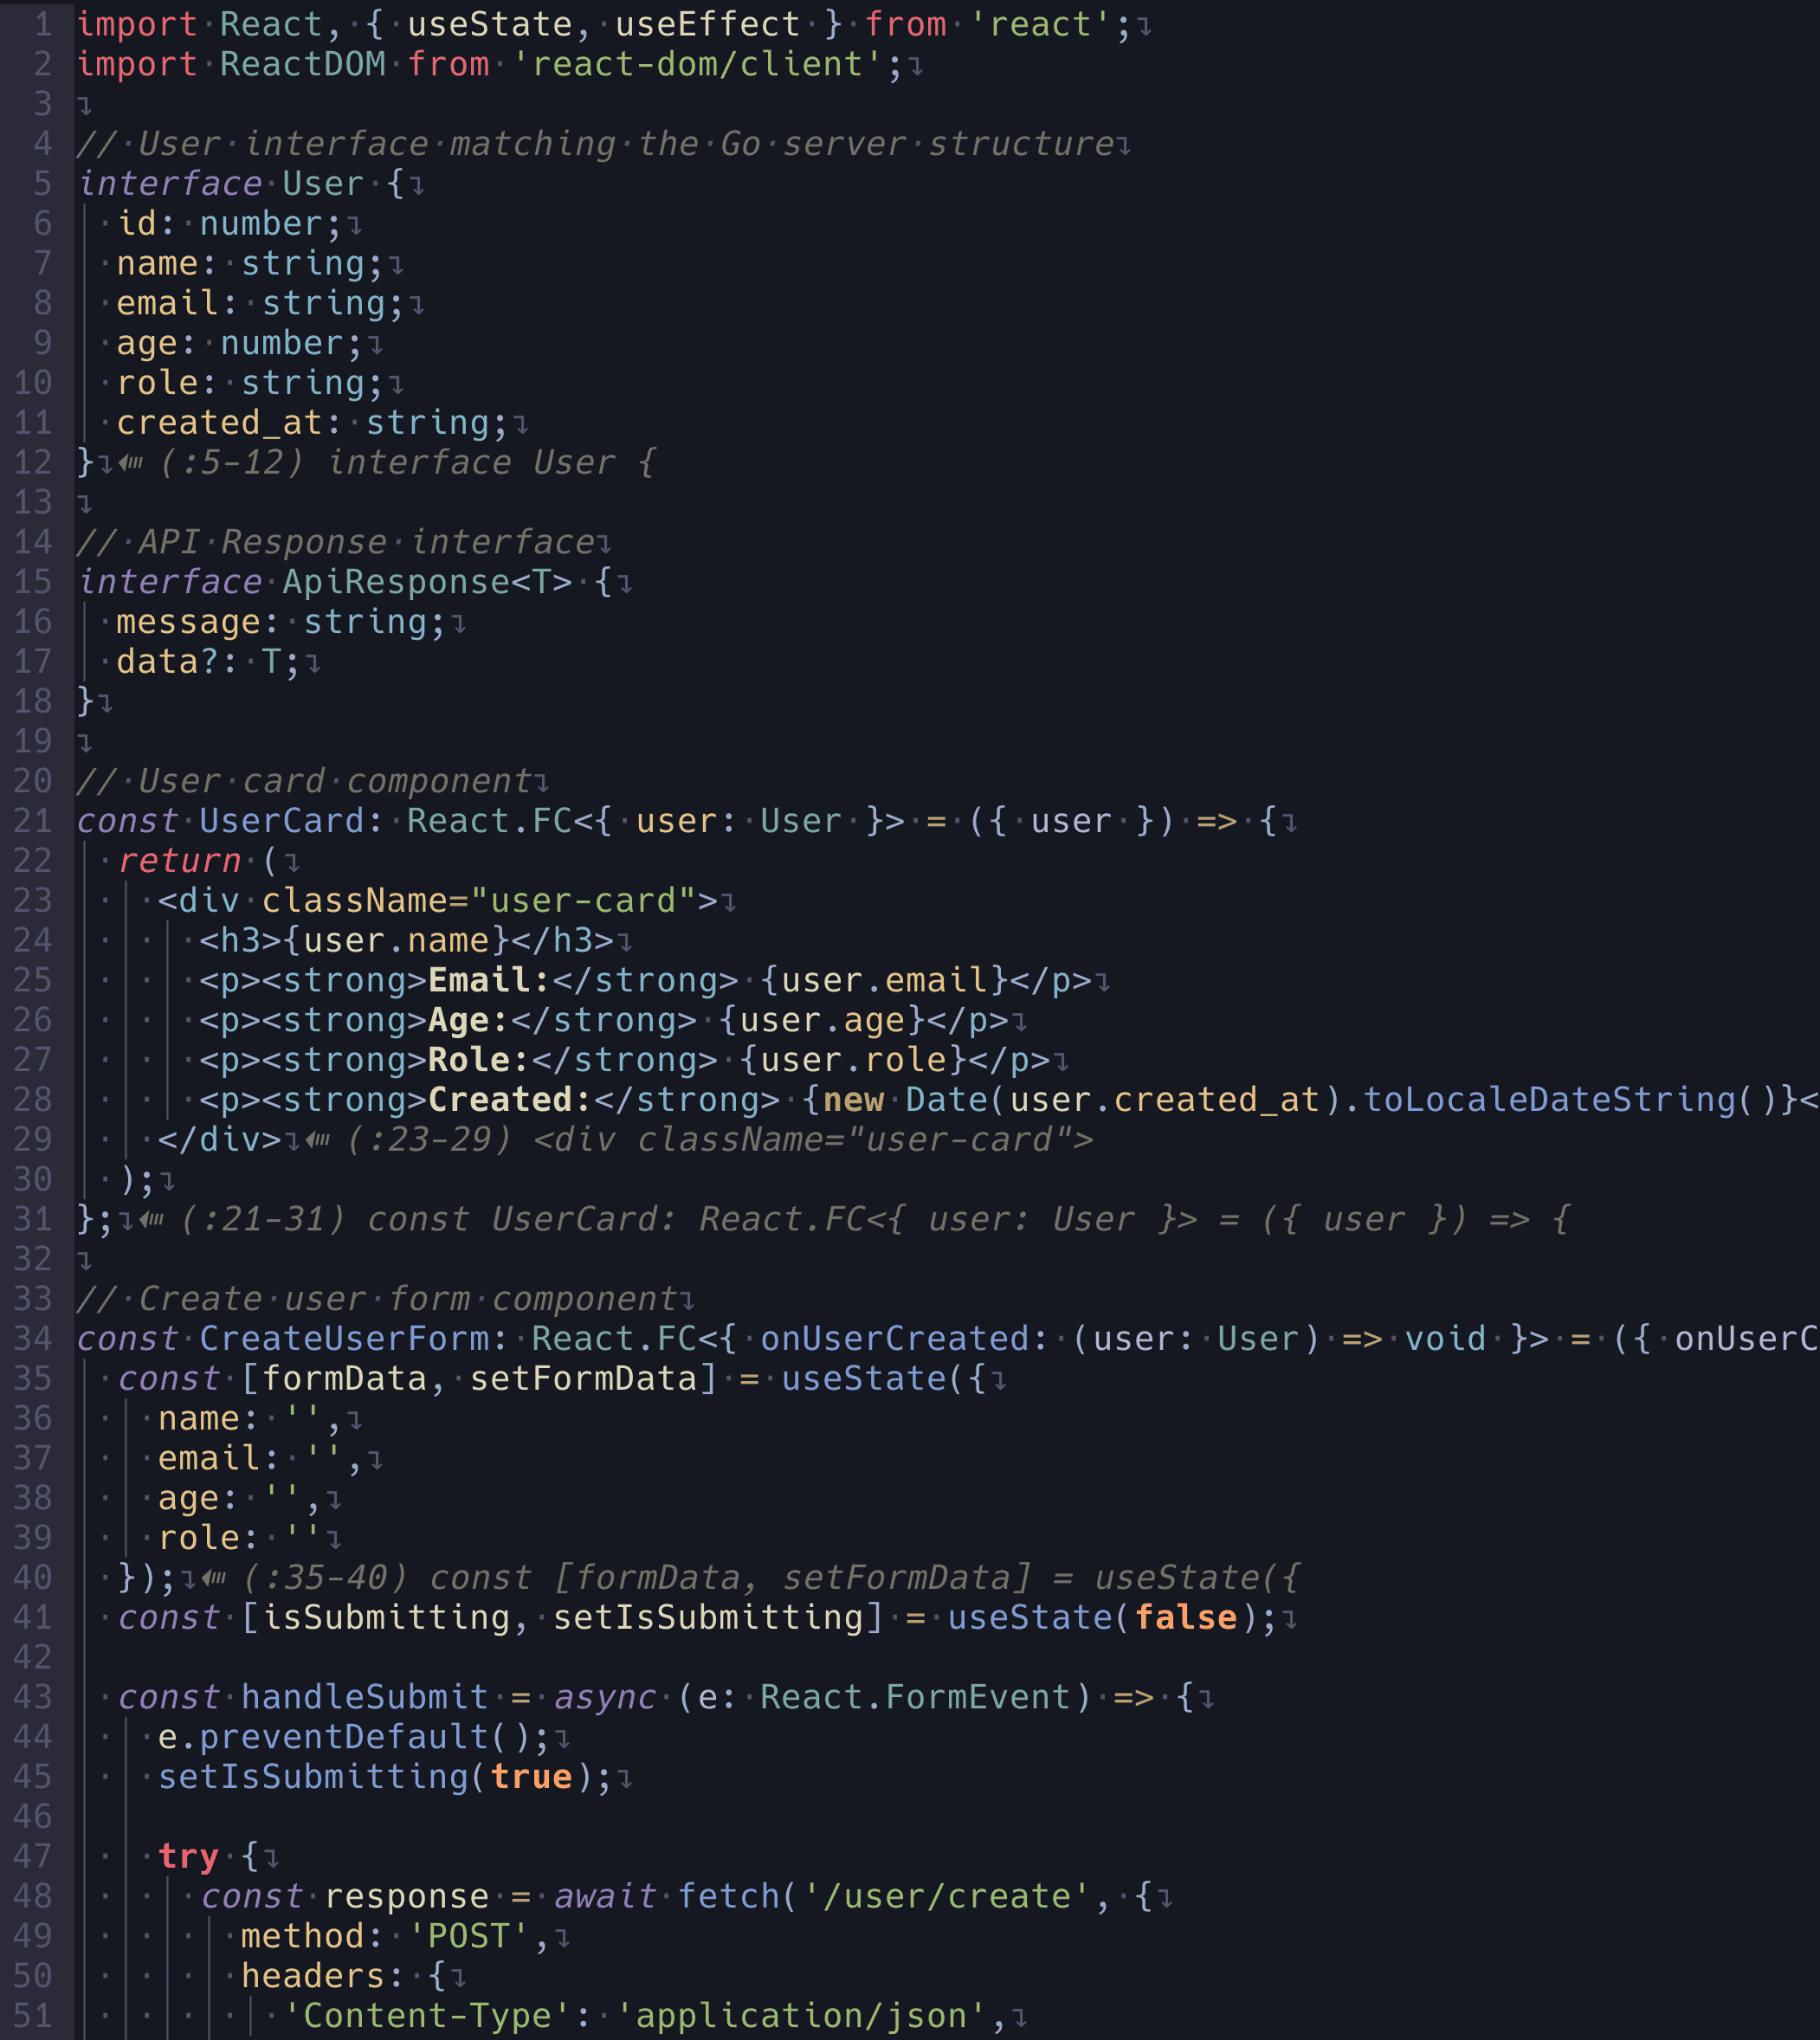 1 import React, { useState, useEffect } from 'react';
2 import ReactDOM from 'react-dom/client';
3
4 // User interface matching the Go server structure
5 interface User {
6   id: number;
7   name: string;
8   email: string;
9   age: number;
10   role: string;
11   created_at: string;
12 } (:5-12) interface User {
13
14 // API Response interface
15 interface ApiResponse<T> {
16   message: string;
17   data?: T;
18 }
19
20 // User card component
21 const UserCard: React.FC<{ user: User }> = ({ user }) => {
22   return (
23     <div className="user-card">
24       <h3>{user.name}</h3>
25       <p><strong>Email:</strong> {user.email}</p>
26       <p><strong>Age:</strong> {user.age}</p>
27       <p><strong>Role:</strong> {user.role}</p>
28       <p><strong>Created:</strong> {new Date(user.created_at).toLocaleDateString()}<
29     </div> (:23-29) <div className="user-card">
30   );
31 }; (:21-31) const UserCard: React.FC<{ user: User }> = ({ user }) => {
32
33 // Create user form component
34 const CreateUserForm: React.FC<{ onUserCreated: (user: User) => void }> = ({ onUserC
35   const [formData, setFormData] = useState({
36     name: '',
37     email: '',
38     age: '',
39     role: ''
40   }); (:35-40) const [formData, setFormData] = useState({
41   const [isSubmitting, setIsSubmitting] = useState(false);
42
43   const handleSubmit = async (e: React.FormEvent) => {
44     e.preventDefault();
45     setIsSubmitting(true);
46
47     try {
48       const response = await fetch('/user/create', {
49         method: 'POST',
50         headers: {
51           'Content-Type': 'application/json',